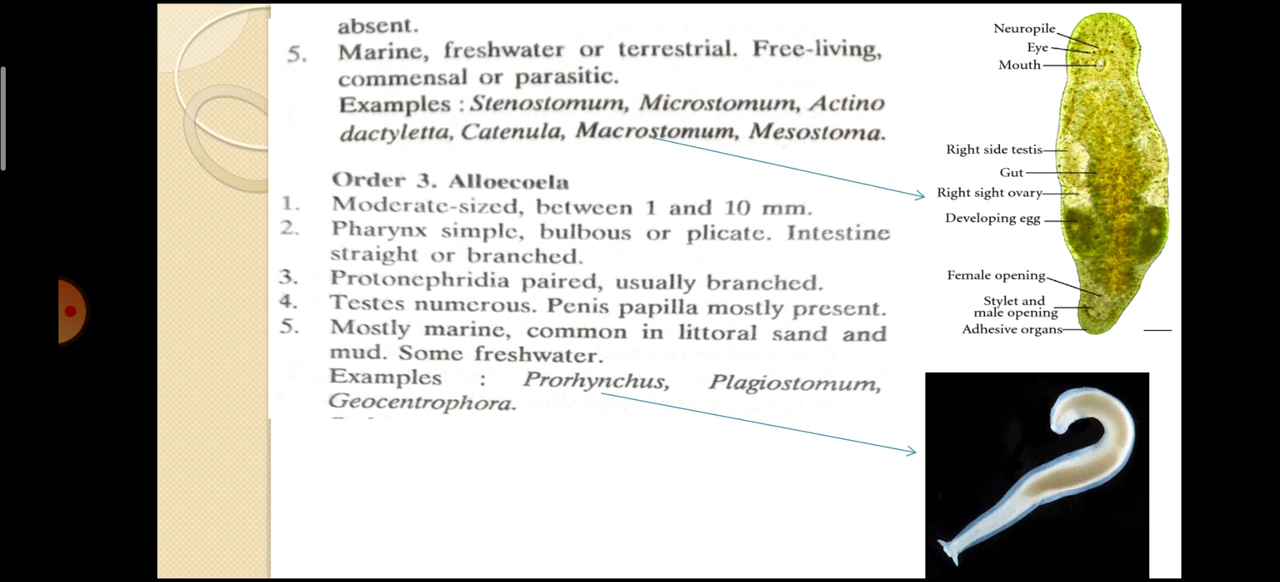 absent.
5. Marine, freshwater or terrestrial. Free-living,
commensal or parasitic.
Examples : Stenostomum, Microstomum, Actino
dactyletta, Catenula, Macrostomum, Mesostoma.
Order 3. Alloecoela
1. Moderate-sized, between 1 and 10 mm.
2. Pharynx simple, bulbous or plicate. Intestine
straight or branched.
3. Protonephridia paired, usually branched.
4. Testes numerous. Penis papilla mostly present.
5. Mostly marine, common in littoral sand and
mud. Some freshwater.
Examples : Prorhynchus, Plagiostomum,
Geocentrophora.
Neuropile
Eye
Mouth
Right side testis
Gut
Right sight ovary
Developing egg
Female opening
Stylet and
male opening
Adhesive organs